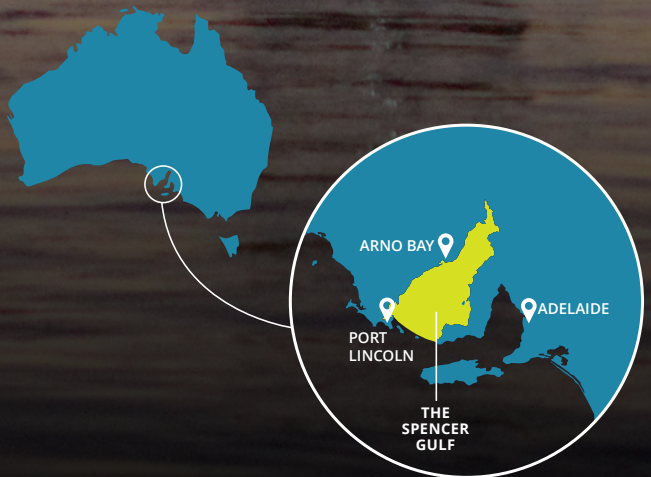 ARNO BAY
ADELAIDE
PORT
LINCOLN
THE
SPENCER
GULF